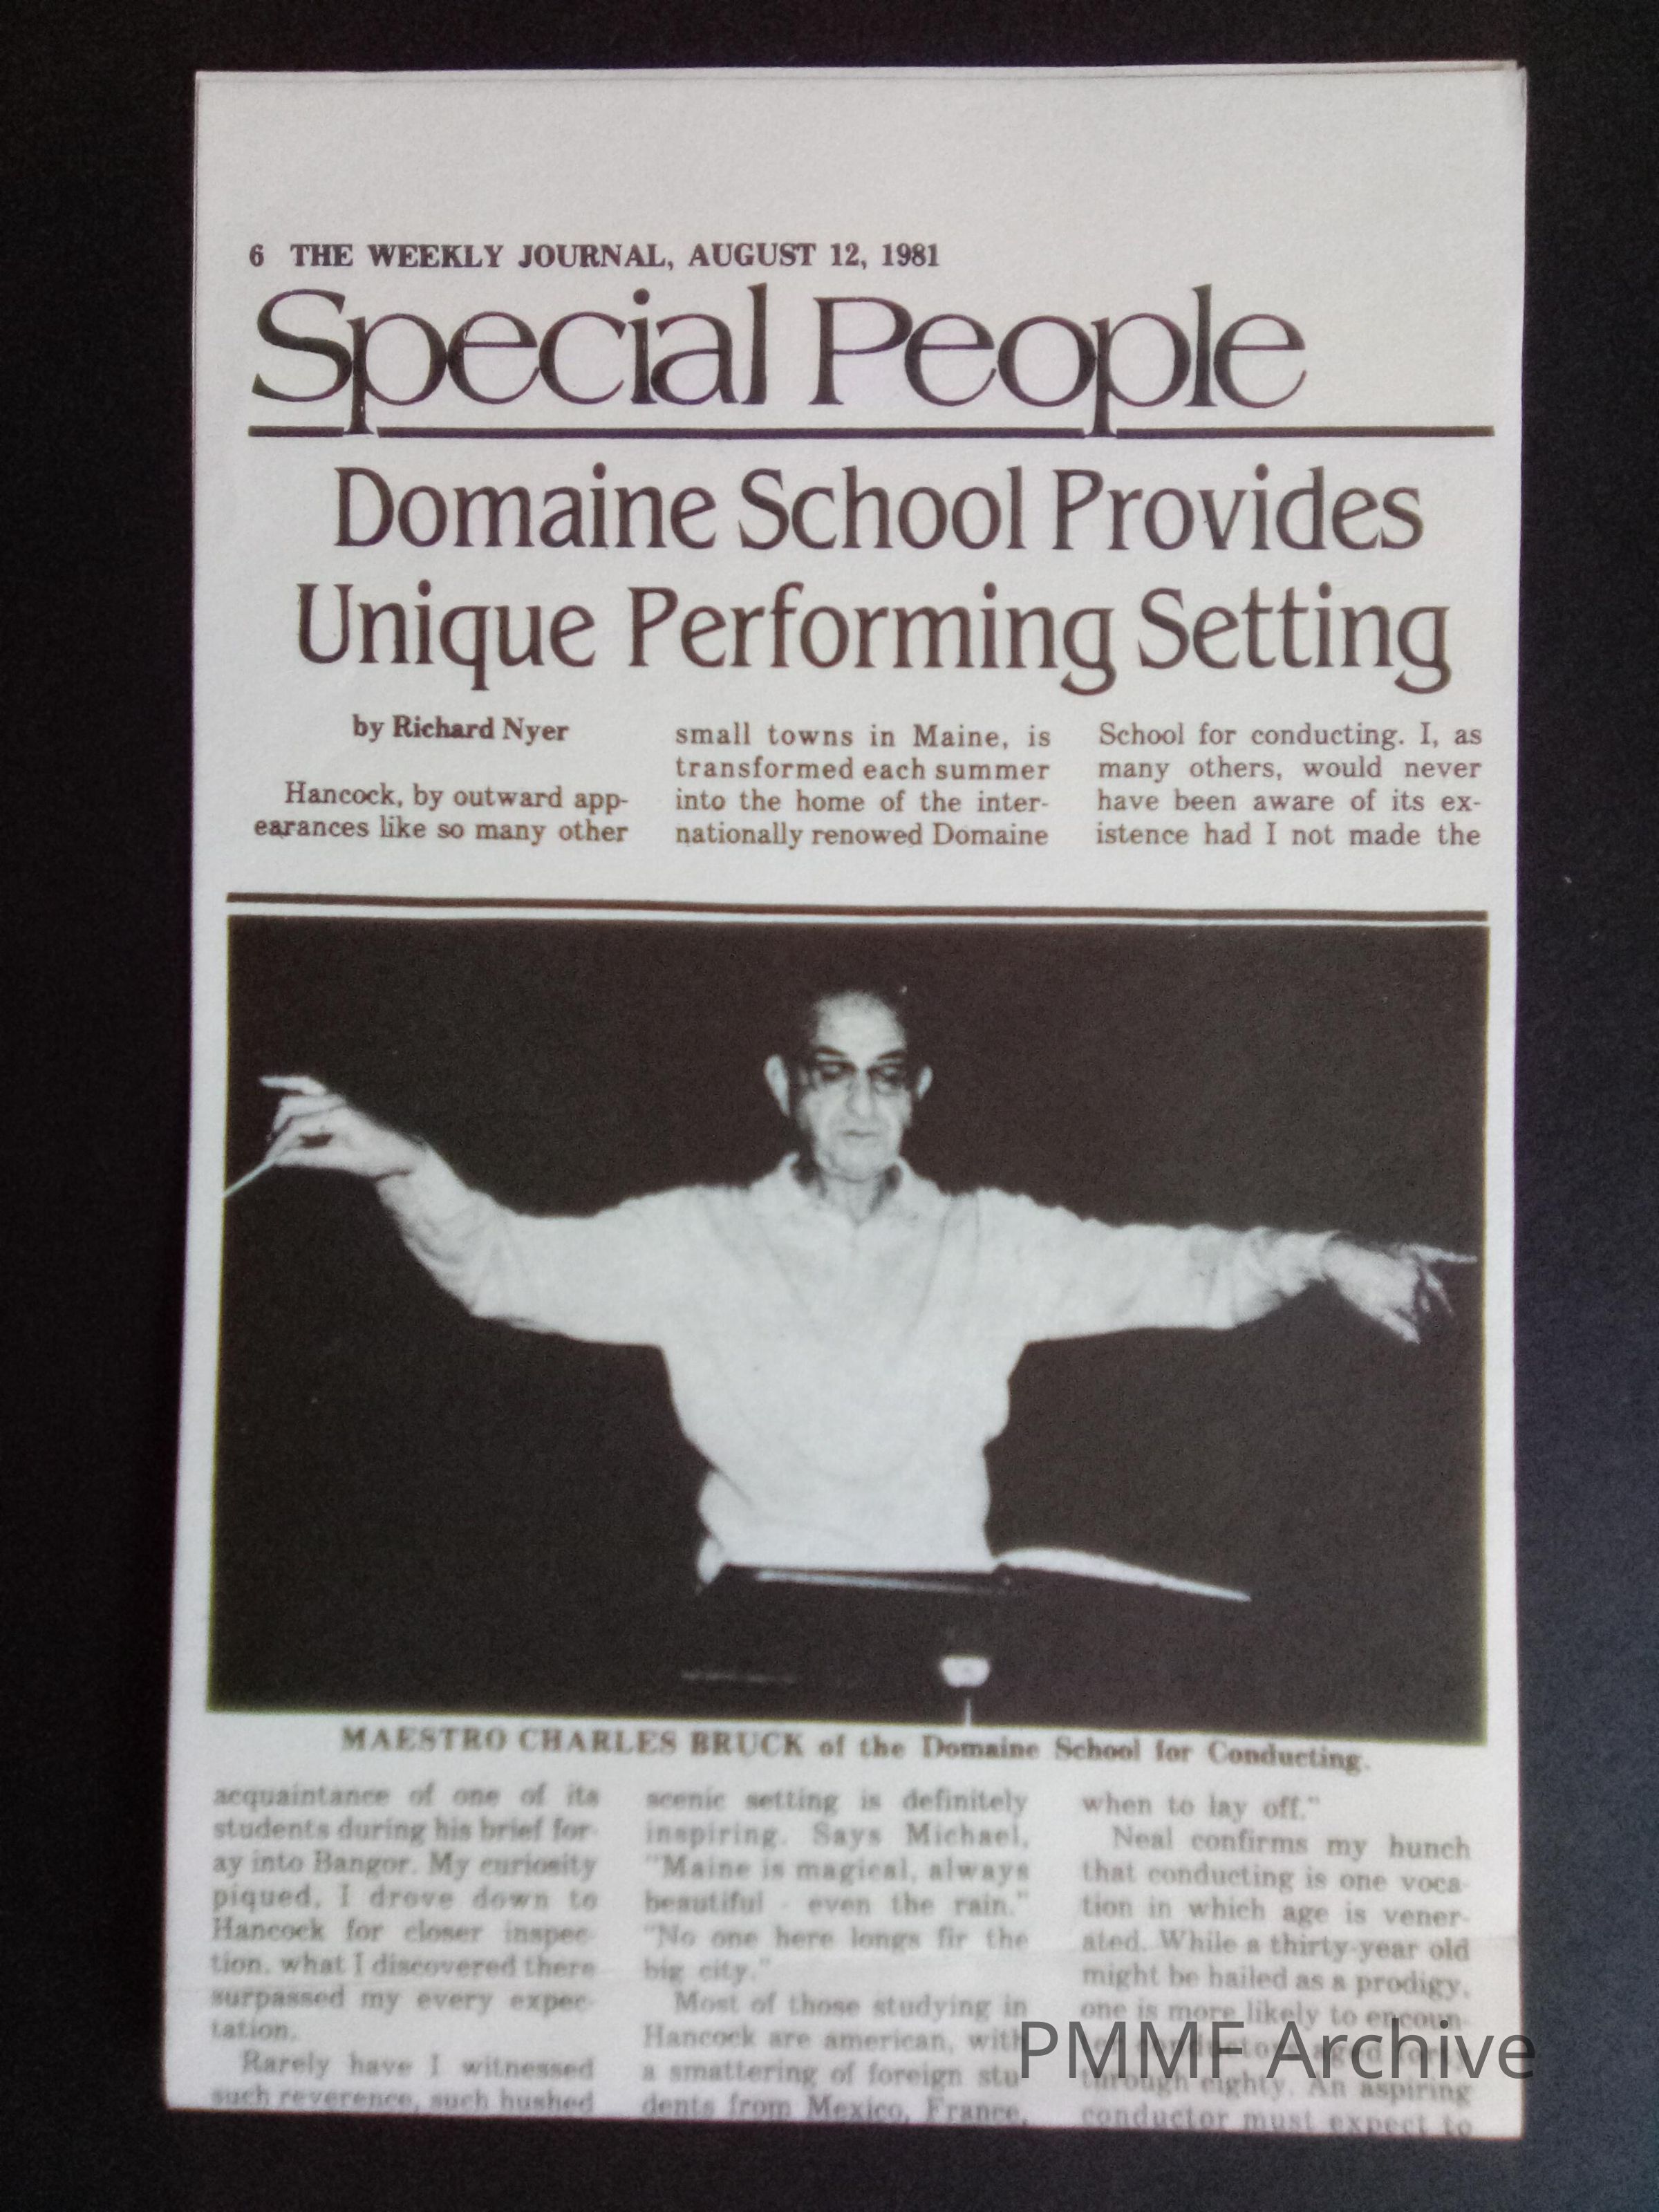 6 THE WEEKLY JOURNAL, AUGUST 12, 1981
Special People
Domaine School Provides
Unique Performing Setting
by Richard Nyer
Hancock, by outward app-
earances like so many other
small towns in Maine, is
transformed each summer
into the home of the inter-
nationally renowed Domaine
School for conducting. I, as
many others, would never
have been aware of its ex-
istence had I not made the
MAESTRO CHARLES BRUCK of the Domaine School for Conducting.
acquaintance of one of its
students during his brief for-
ay into Bangor. My curiosity
piqued, I drove down to
Hancock for closer inspec-
tion, what I discovered there
surpassed my every expec-
tation.
Rarely have I witnessed
such reverence, such hushed
scenic setting is definitely
inspiring. Says Michael,
"Maine is magical, always
beautiful - even the rain."
"No one here longs fir the
big city."
Most of those studying in
Hancock are american, with
a smattering of foreign stu-
dents from Mexico, France,
when to lay off."
Neal confirms my hunch
that conducting is one voca-
tion in which age is vener-
ated. While a thirty-year old
might be hailed as a prodigy,
one is more likely to encoun-
conductors aged
through eighty. An aspiring
conductor must expect to
PMMF Archive